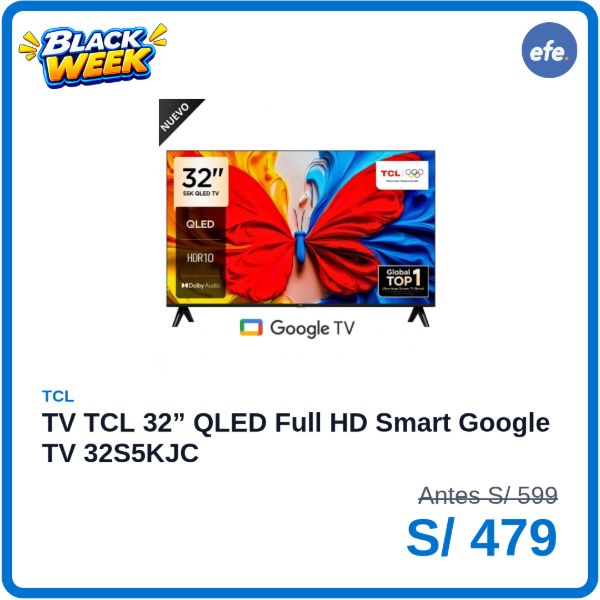 BLACK
WEEK
efe.
NUEVO
32"
S5K QLED TV
QLED
HDR10
Dolby Audio
TCL
Global
TOP 1
Google TV
TCL
TV TCL 32” QLED Full HD Smart Google
TV 32S5KJC
Antes S/ 599
S/ 479